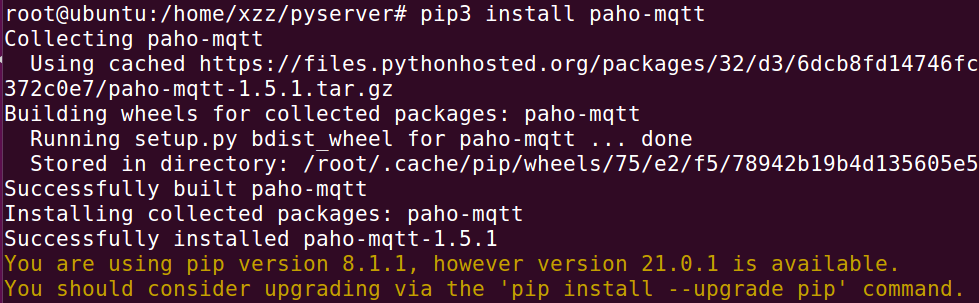 root@ubuntu:/home/xzz/pyserver# pip3 install paho-mqtt
Collecting paho-mqtt
  Using cached https://files.pythonhosted.org/packages/32/d3/6dcb8fd14746fc
372c0e7/paho-mqtt-1.5.1.tar.gz
Building wheels for collected packages: paho-mqtt
  Running setup.py bdist_wheel for paho-mqtt ... done
  Stored in directory: /root/.cache/pip/wheels/75/e2/f5/78942b19b4d135605e5
Successfully built paho-mqtt
Installing collected packages: paho-mqtt
Successfully installed paho-mqtt-1.5.1
You are using pip version 8.1.1, however version 21.0.1 is available.
You should consider upgrading via the 'pip install --upgrade pip' command.